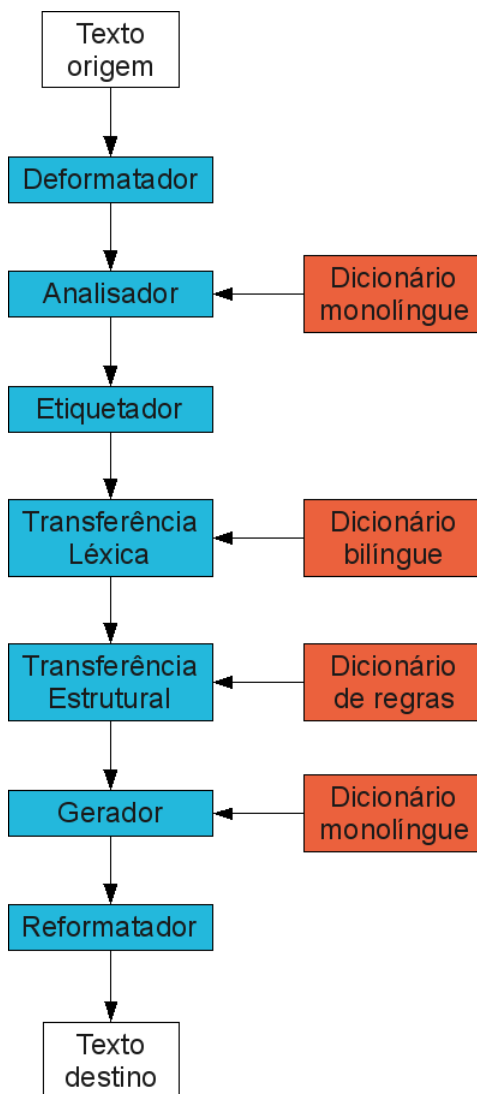 Texto
origem
Deformatador
Analisador
Dicionário
monolíngue
Etiquetador
Transferência
Léxica
Dicionário
bilíngue
Transferência
Estrutural
Dicionário
de regras
Gerador
Dicionário
monolíngue
Reformatador
Texto
destino